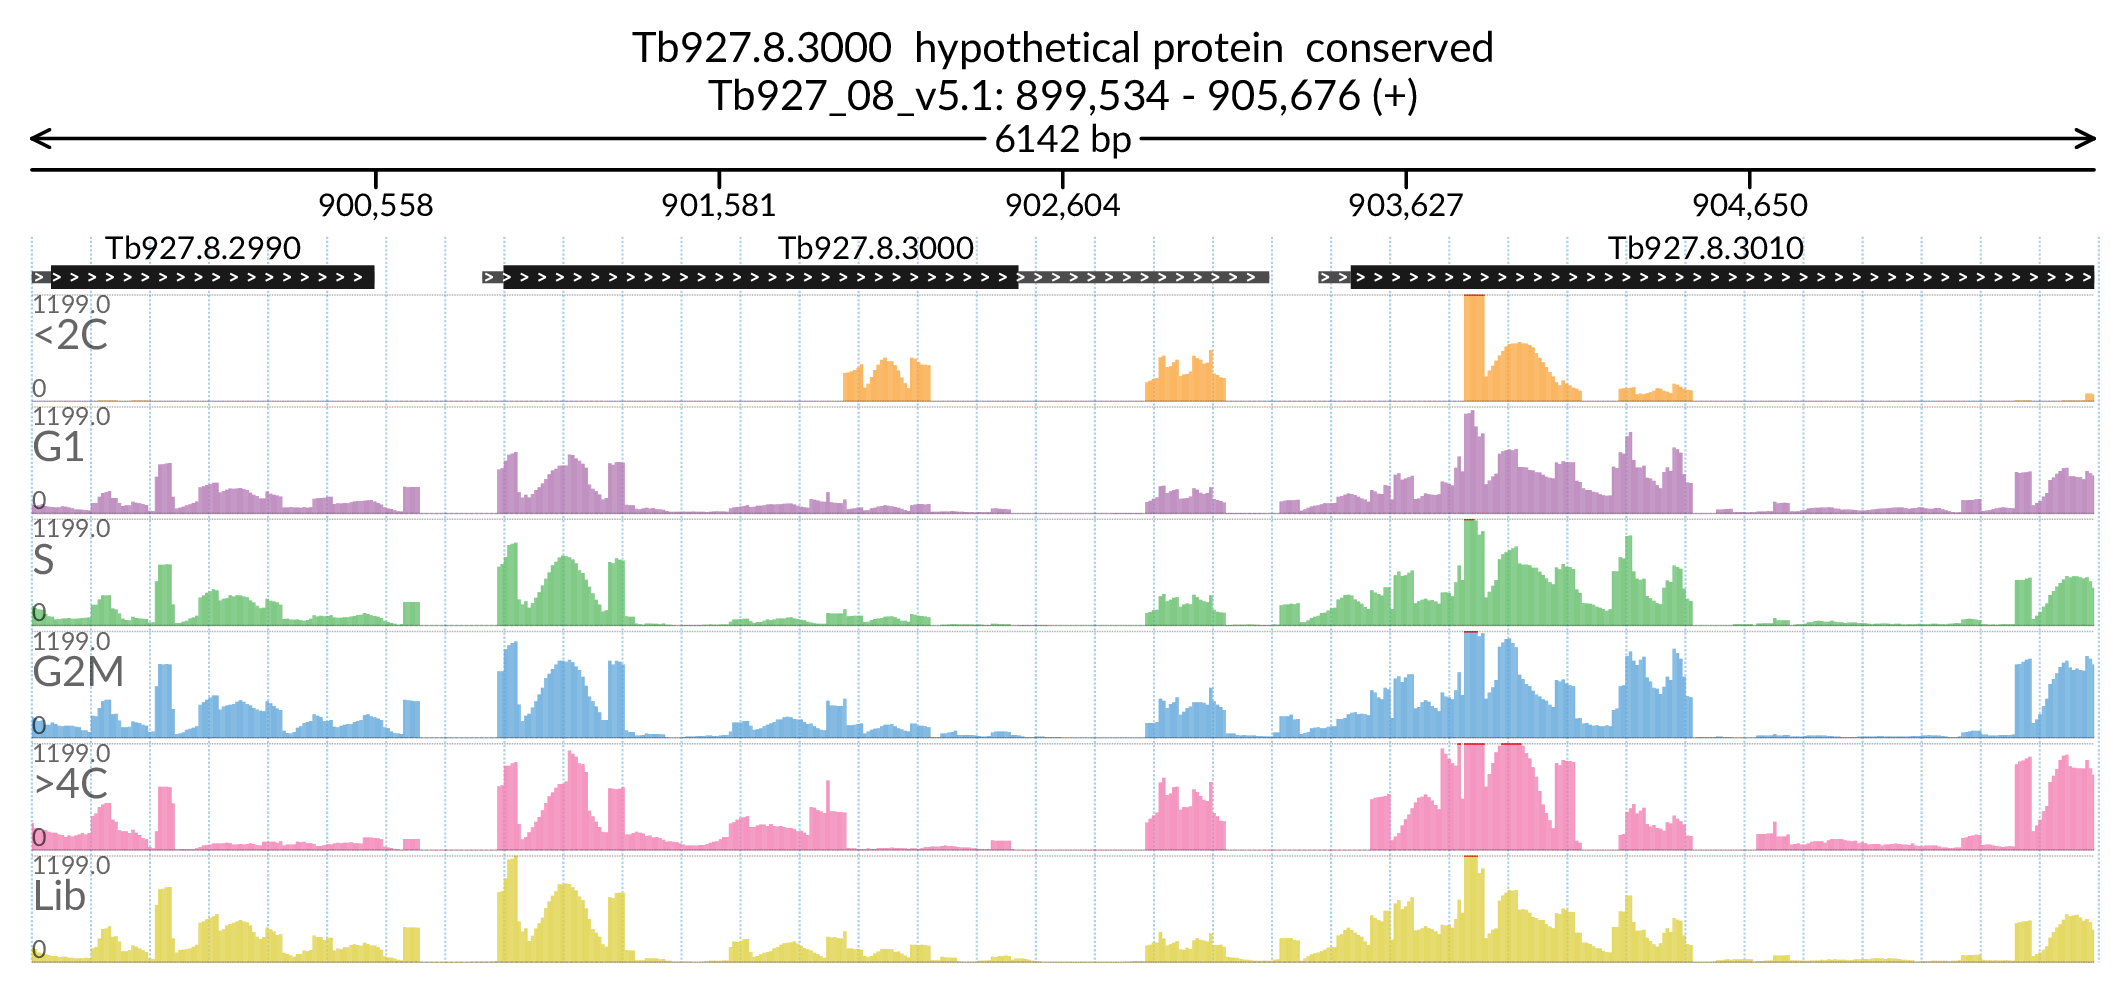 Tb927.8.3000  hypothetical protein  conserved
Tb927_08_v5.1: 899,534 - 905,676 (+)
6142 bp
900,558 901,581 902,604 903,627 904,650
Tb927.8.2990 Tb927.8.3000 Tb927.8.3010
1199.0
<2C
0
1199.0
G1
0
1199.0
S
0
1199.0
G2M
0
1199.0
>4C
0
1199.0
Lib
0